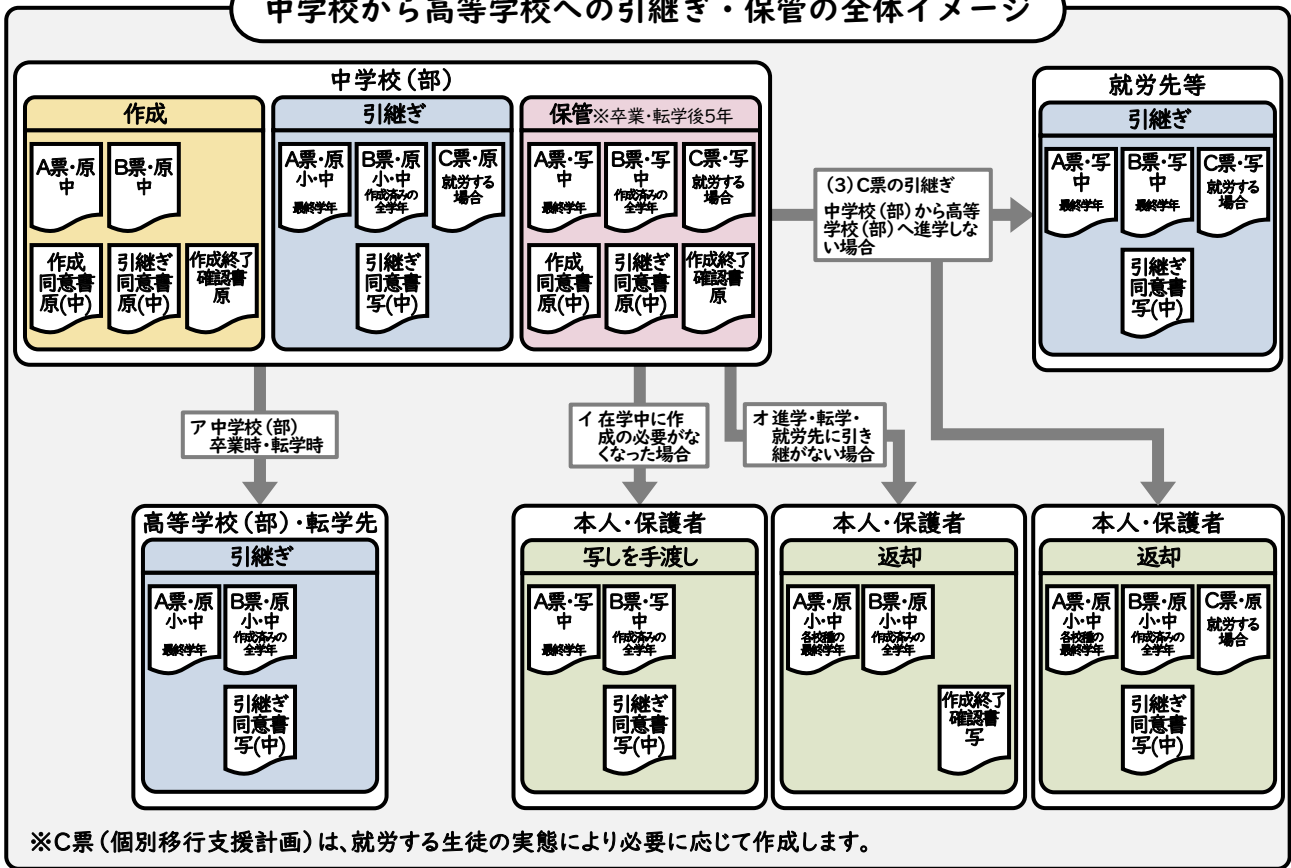 中学校から高等学校への引継ぎ・保管の全体イメージ
中学校(部)
作成
A票・原
中
B票・原
中
作成
同意書
原(中)
引継ぎ
同意書
原(中)
作成終了
確認書
原
引継ぎ
A票・原
小・中
最終学年
B票・原
小・中
作成済みの
全学年
C票・原
就労する
場合
引継ぎ
同意書
写(中)
保管※卒業・転学後5年
A票・写
中
最終学年
B票・写
中
作成済みの
全学年
C票・写
就労する
場合
作成
同意書
原(中)
引継ぎ
同意書
原(中)
作成終了
確認書
原
(3)C票の引継ぎ
中学校(部)から高等
学校(部)へ進学しな
い場合
就労先等
引継ぎ
A票・写
中
最終学年
B票・写
中
最終学年
C票・写
就労する
場合
引継ぎ
同意書
写(中)
ア 中学校(部)
卒業時・転学時
イ 在学中に作
成の必要がな
くなった場合
オ 進学・転学・
就労先に引き
継がない場合
高等学校(部)・転学先
引継ぎ
A票・原
小・中
最終学年
B票・原
小・中
作成済みの
全学年
引継ぎ
同意書
写(中)
本人・保護者
写しを手渡し
A票・写
中
最終学年
B票・写
中
作成済みの
全学年
引継ぎ
同意書
写(中)
本人・保護者
返却
A票・原
小・中
各校種の
最終学年
B票・原
小・中
作成済みの
全学年
作成終了
確認書
写
本人・保護者
返却
A票・原
小・中
各校種の
最終学年
B票・原
小・中
作成済みの
全学年
C票・原
就労する
場合
引継ぎ
同意書
写(中)
※C票(個別移行支援計画)は、就労する生徒の実態により必要に応じて作成します。